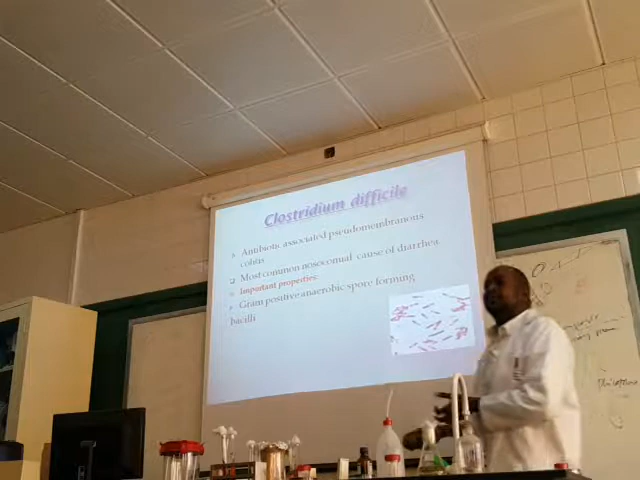 Clostridium difficile
Antibiotic associated pseudomembranous
colitis
Most common nosocomial cause of diarrhea
Important properties:
Gram positive anaerobic spore forming
bacilli